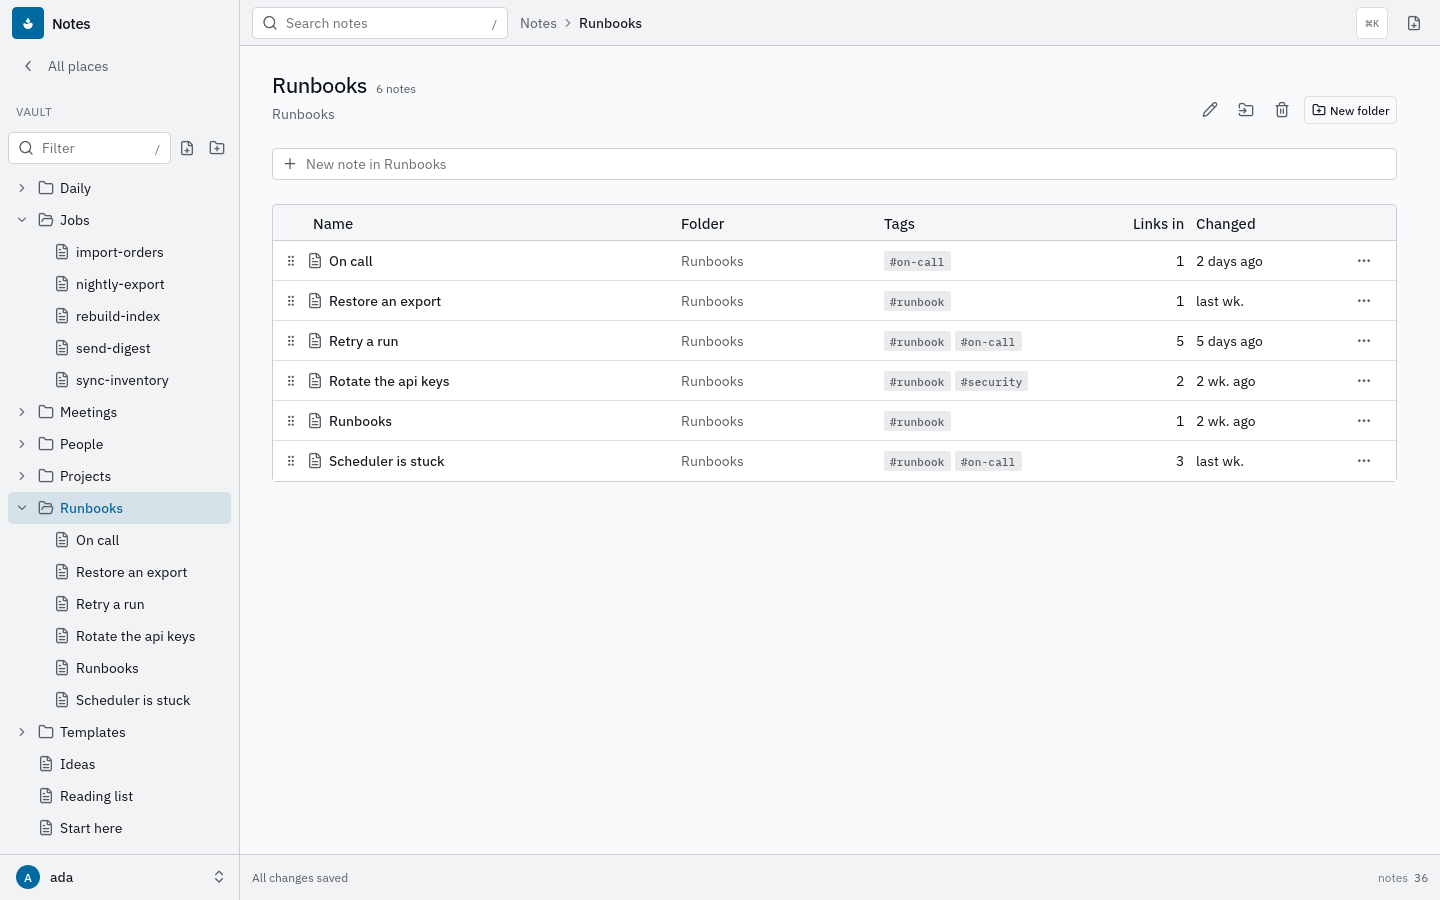 Notes
All places
VAULT
Filter /
Daily
Jobs
import-orders
nightly-export
rebuild-index
send-digest
sync-inventory
Meetings
People
Projects
Runbooks
On call
Restore an export
Retry a run
Rotate the api keys
Runbooks
Scheduler is stuck
Templates
Ideas
Reading list
Start here
A ada
Search notes /
Notes > Runbooks
⌘K
Runbooks 6 notes
Runbooks
New folder
New note in Runbooks
Name Folder Tags Links in Changed
On call Runbooks #on-call 1 2 days ago
Restore an export Runbooks #runbook 1 last wk.
Retry a run Runbooks #runbook #on-call 5 5 days ago
Rotate the api keys Runbooks #runbook #security 2 2 wk. ago
Runbooks Runbooks #runbook 1 2 wk. ago
Scheduler is stuck Runbooks #runbook #on-call 3 last wk.
All changes saved
notes 36